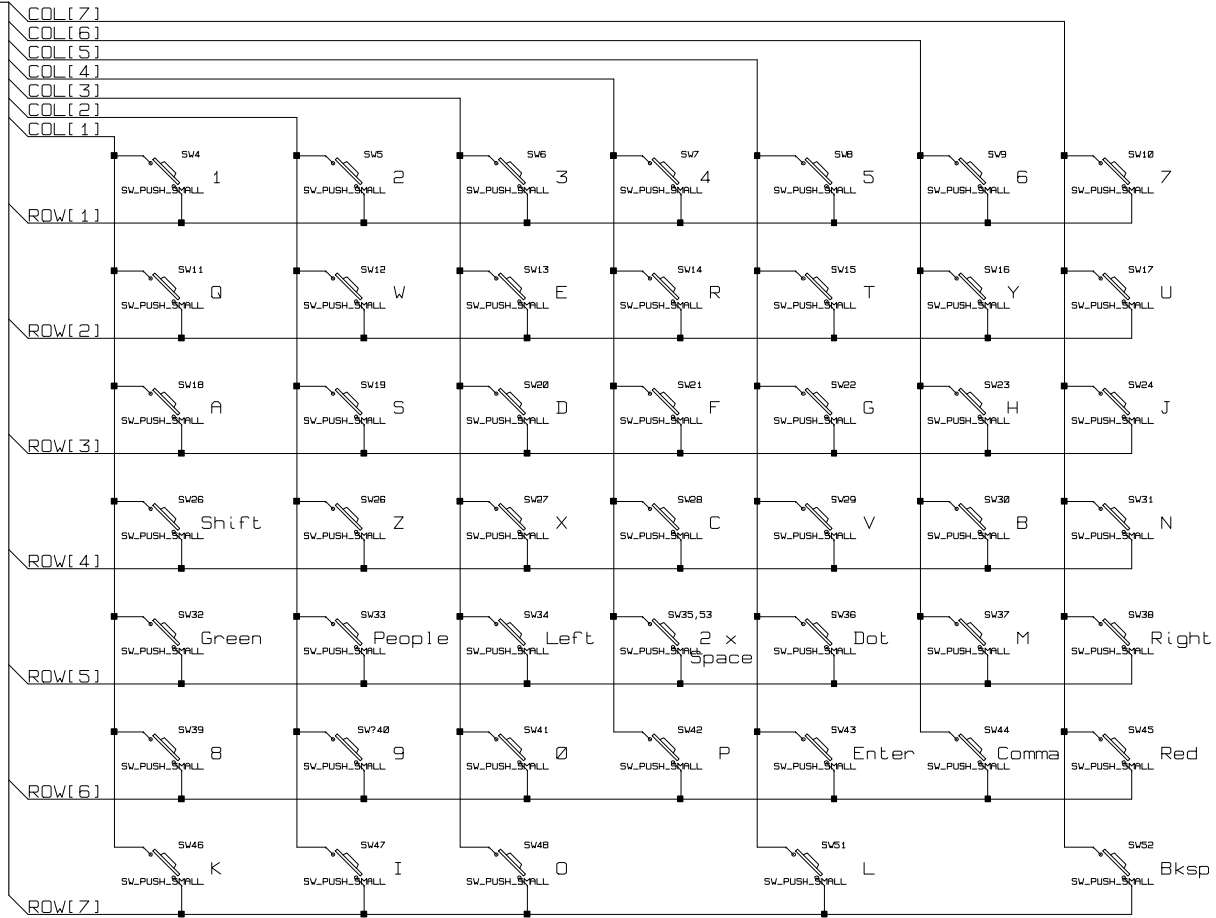 COL[7]
COL[6]
COL[5]
COL[4]
COL[3]
COL[2]
COL[1]
SW4 SW5 SW6 SW7 SW8 SW9 SW10
1 2 3 4 5 6 7
SW_PUSH_SMALL SW_PUSH_SMALL SW_PUSH_SMALL SW_PUSH_SMALL SW_PUSH_SMALL SW_PUSH_SMALL SW_PUSH_SMALL
ROW[1]
SW11 SW12 SW13 SW14 SW15 SW16 SW17
Q W E R T Y U
SW_PUSH_SMALL SW_PUSH_SMALL SW_PUSH_SMALL SW_PUSH_SMALL SW_PUSH_SMALL SW_PUSH_SMALL SW_PUSH_SMALL
ROW[2]
SW18 SW19 SW20 SW21 SW22 SW23 SW24
A S D F G H J
SW_PUSH_SMALL SW_PUSH_SMALL SW_PUSH_SMALL SW_PUSH_SMALL SW_PUSH_SMALL SW_PUSH_SMALL SW_PUSH_SMALL
ROW[3]
SW26 SW26 SW27 SW28 SW29 SW30 SW31
Shift Z X C V B N
SW_PUSH_SMALL SW_PUSH_SMALL SW_PUSH_SMALL SW_PUSH_SMALL SW_PUSH_SMALL SW_PUSH_SMALL SW_PUSH_SMALL
ROW[4]
SW32 SW33 SW34 SW35,53 SW36 SW37 SW38
Green People Left 2 x Dot M Right
SW_PUSH_SMALL SW_PUSH_SMALL SW_PUSH_SMALL SW_PUSH_SMALL SW_PUSH_SMALL SW_PUSH_SMALL SW_PUSH_SMALL
Space
ROW[5]
SW39 SW?40 SW41 SW42 SW43 SW44 SW45
8 9 0 P Enter Comma Red
SW_PUSH_SMALL SW_PUSH_SMALL SW_PUSH_SMALL SW_PUSH_SMALL SW_PUSH_SMALL SW_PUSH_SMALL SW_PUSH_SMALL
ROW[6]
SW46 SW47 SW48 SW51 SW52
K I O L Bksp
SW_PUSH_SMALL SW_PUSH_SMALL SW_PUSH_SMALL SW_PUSH_SMALL SW_PUSH_SMALL
ROW[7]